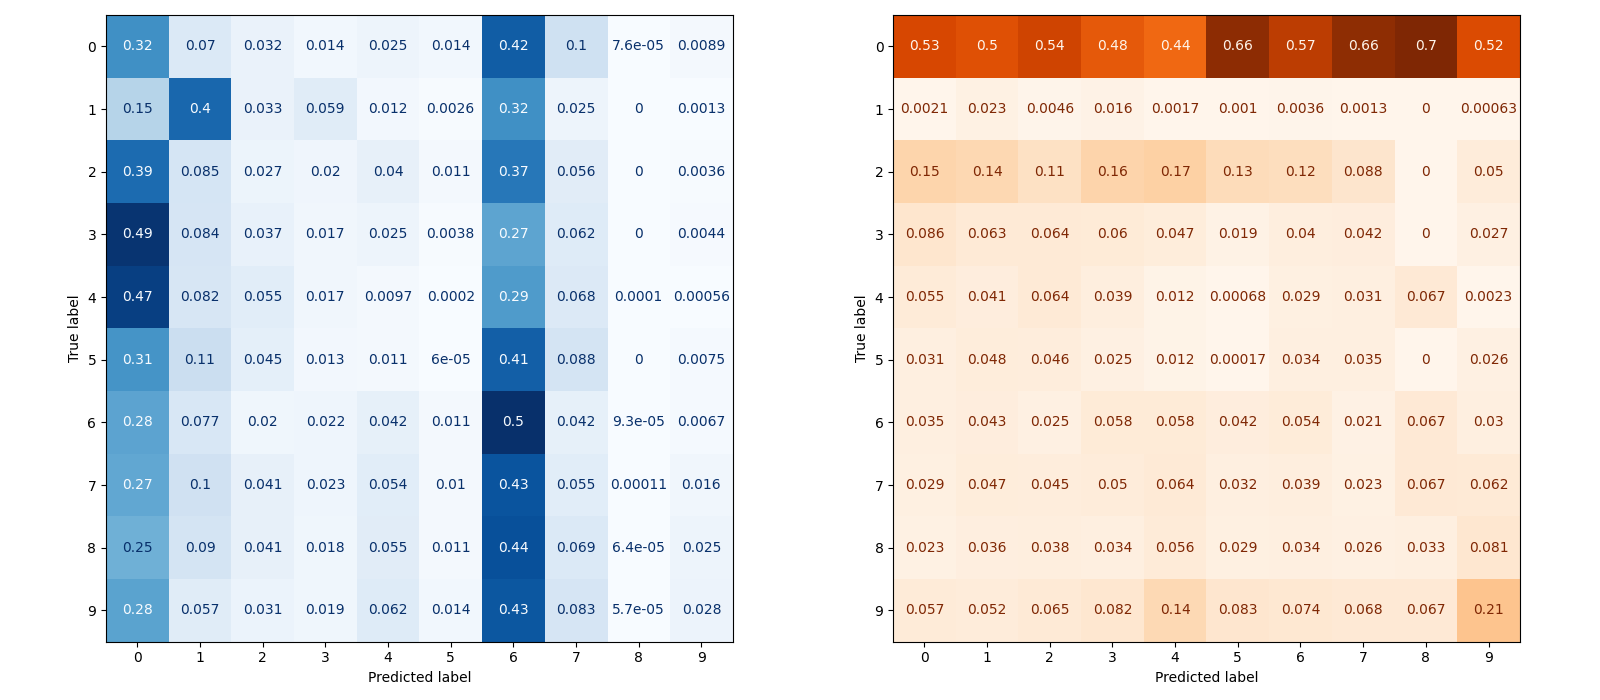 0 0.32 0.07 0.032 0.014 0.025 0.014 0.42 0.1 7.6e-05 0.0089
1 0.15 0.4 0.033 0.059 0.012 0.0026 0.32 0.025 0 0.0013
2 0.39 0.085 0.027 0.02 0.04 0.011 0.37 0.056 0 0.0036
3 0.49 0.084 0.037 0.017 0.025 0.0038 0.27 0.062 0 0.0044
4 0.47 0.082 0.055 0.017 0.0097 0.0002 0.29 0.068 0.0001 0.00056
5 0.31 0.11 0.045 0.013 0.011 6e-05 0.41 0.088 0 0.0075
6 0.28 0.077 0.02 0.022 0.042 0.011 0.5 0.042 9.3e-05 0.0067
7 0.27 0.1 0.041 0.023 0.054 0.01 0.43 0.055 0.00011 0.016
8 0.25 0.09 0.041 0.018 0.055 0.011 0.44 0.069 6.4e-05 0.025
9 0.28 0.057 0.031 0.019 0.062 0.014 0.43 0.083 5.7e-05 0.028
0 1 2 3 4 5 6 7 8 9
Predicted label
True label
0 0.53 0.5 0.54 0.48 0.44 0.66 0.57 0.66 0.7 0.52
1 0.0021 0.023 0.0046 0.016 0.0017 0.001 0.0036 0.0013 0 0.00063
2 0.15 0.14 0.11 0.16 0.17 0.13 0.12 0.088 0 0.05
3 0.086 0.063 0.064 0.06 0.047 0.019 0.04 0.042 0 0.027
4 0.055 0.041 0.064 0.039 0.012 0.00068 0.029 0.031 0.067 0.0023
5 0.031 0.048 0.046 0.025 0.012 0.00017 0.034 0.035 0 0.026
6 0.035 0.043 0.025 0.058 0.058 0.042 0.054 0.021 0.067 0.03
7 0.029 0.047 0.045 0.05 0.064 0.032 0.039 0.023 0.067 0.062
8 0.023 0.036 0.038 0.034 0.056 0.029 0.034 0.026 0.033 0.081
9 0.057 0.052 0.065 0.082 0.14 0.083 0.074 0.068 0.067 0.21
0 1 2 3 4 5 6 7 8 9
Predicted label
True label